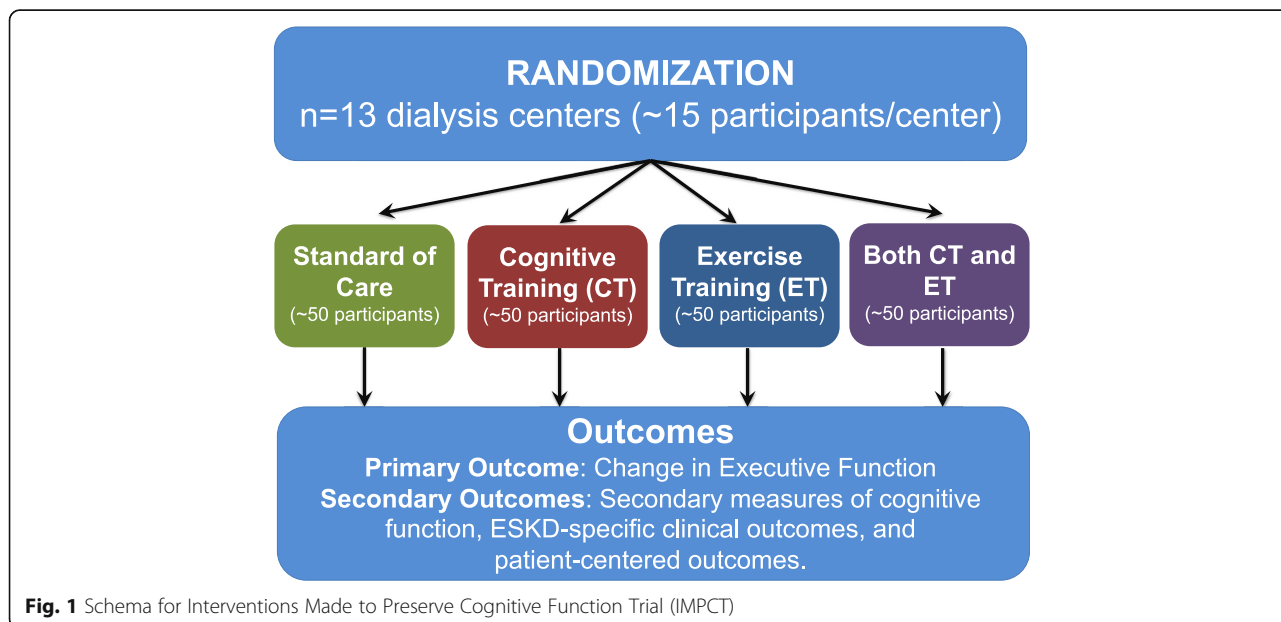 RANDOMIZATION
n=13 dialysis centers (~15 participants/center)
Standard of
Care
(~50 participants)
Cognitive
Training (CT)
(~50 participants)
Exercise
Training (ET)
(~50 participants)
Both CT and
ET
(~50 participants)
Outcomes
Primary Outcome: Change in Executive Function
Secondary Outcomes: Secondary measures of cognitive
function, ESKD-specific clinical outcomes, and
patient-centered outcomes.
Fig. 1 Schema for Interventions Made to Preserve Cognitive Function Trial (IMPCT)